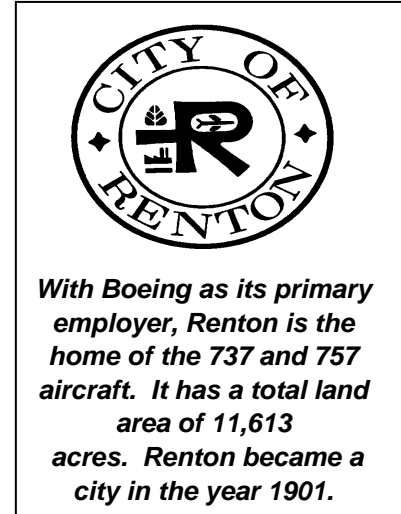 CITY OF
R
RENTON
With Boeing as its primary
employer, Renton is the
home of the 737 and 757
aircraft. It has a total land
area of 11,613
acres. Renton became a
city in the year 1901.